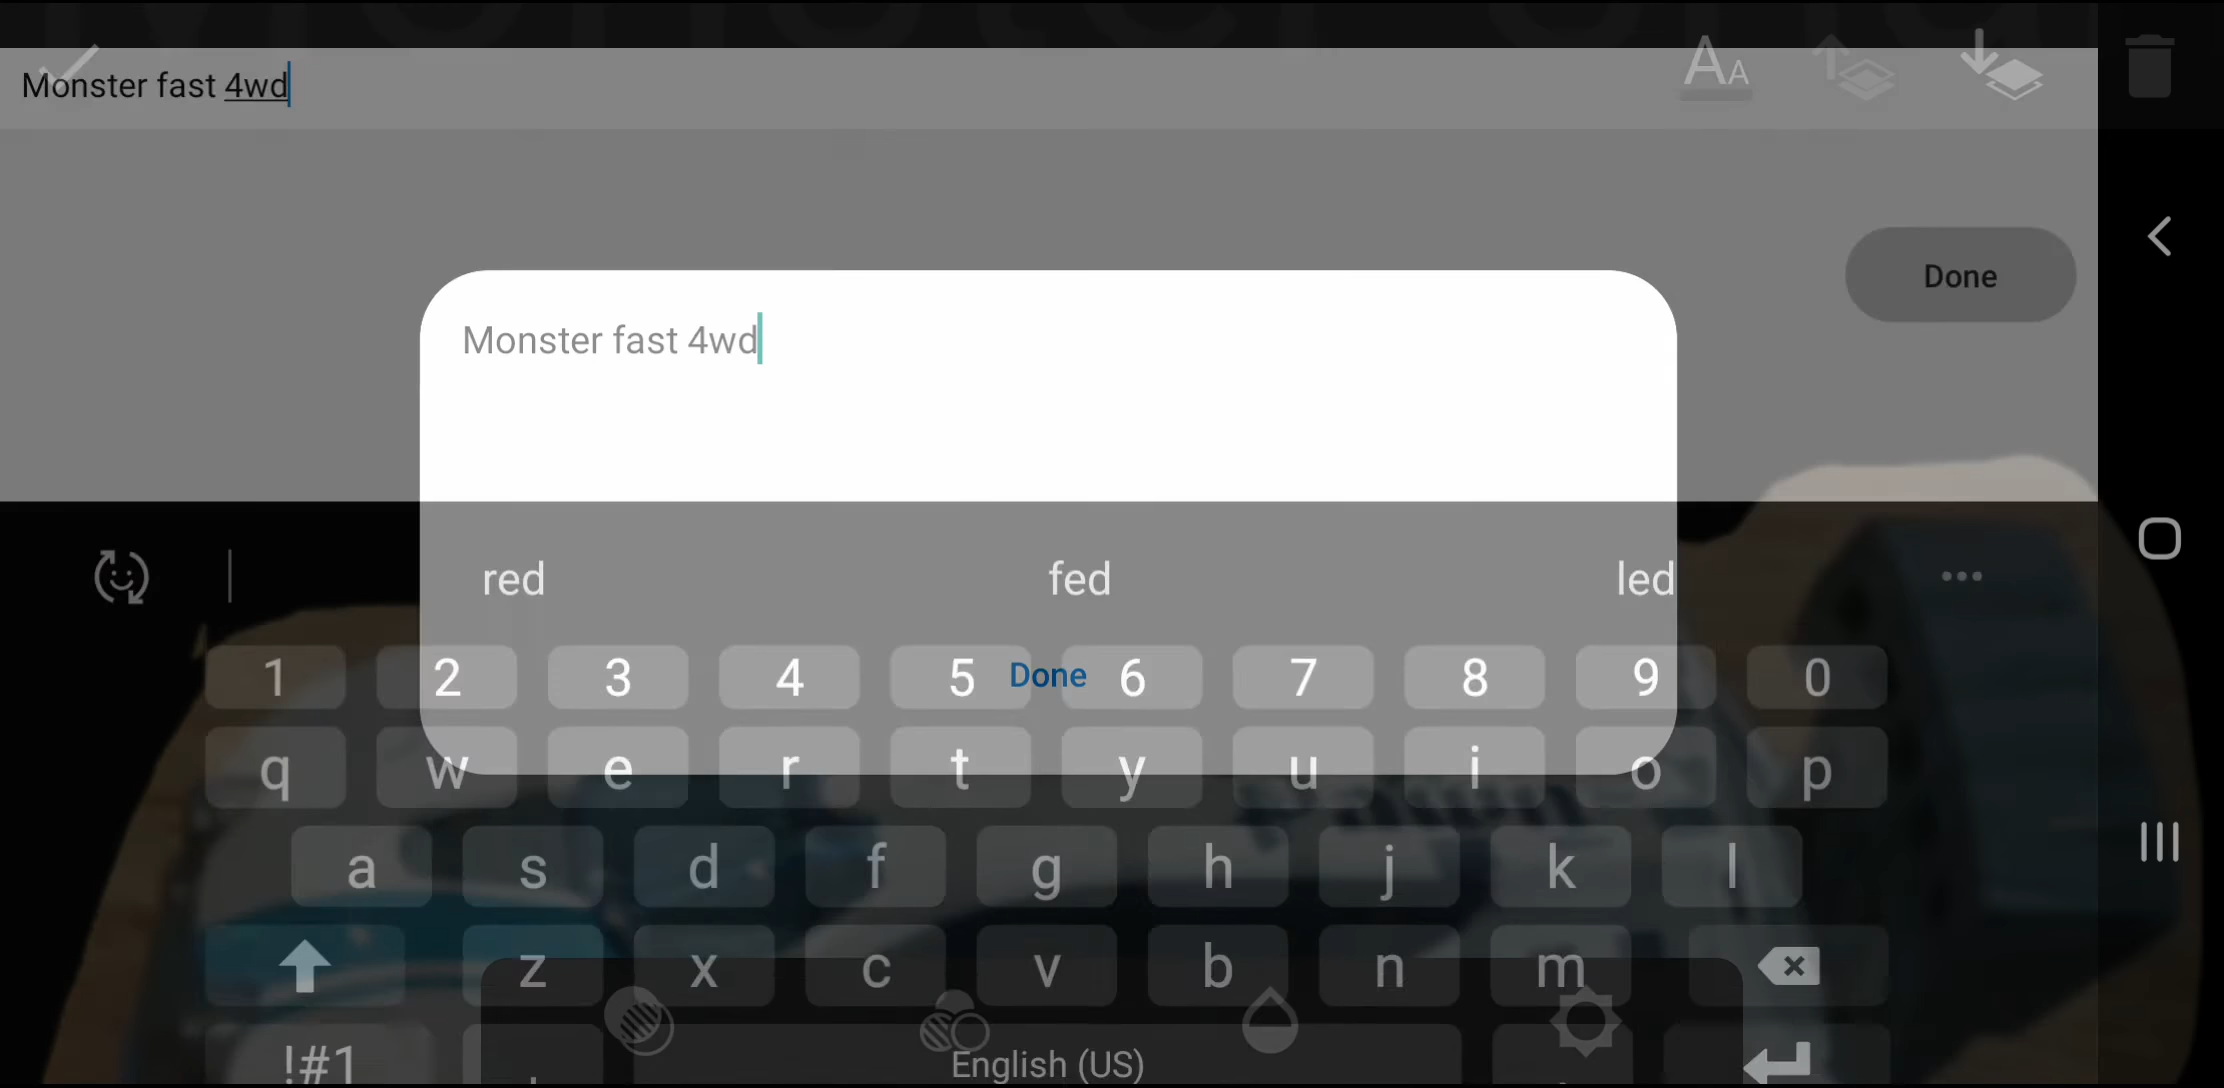 Monster fast 4wd
AA
Done
Monster fast 4wd
red fed led
1 2 3 4 5 Done 6 7 8 9 0
q w e r t y u i o p
a s d f g h j k l
z x c v b n m
!#1 , English (US) .